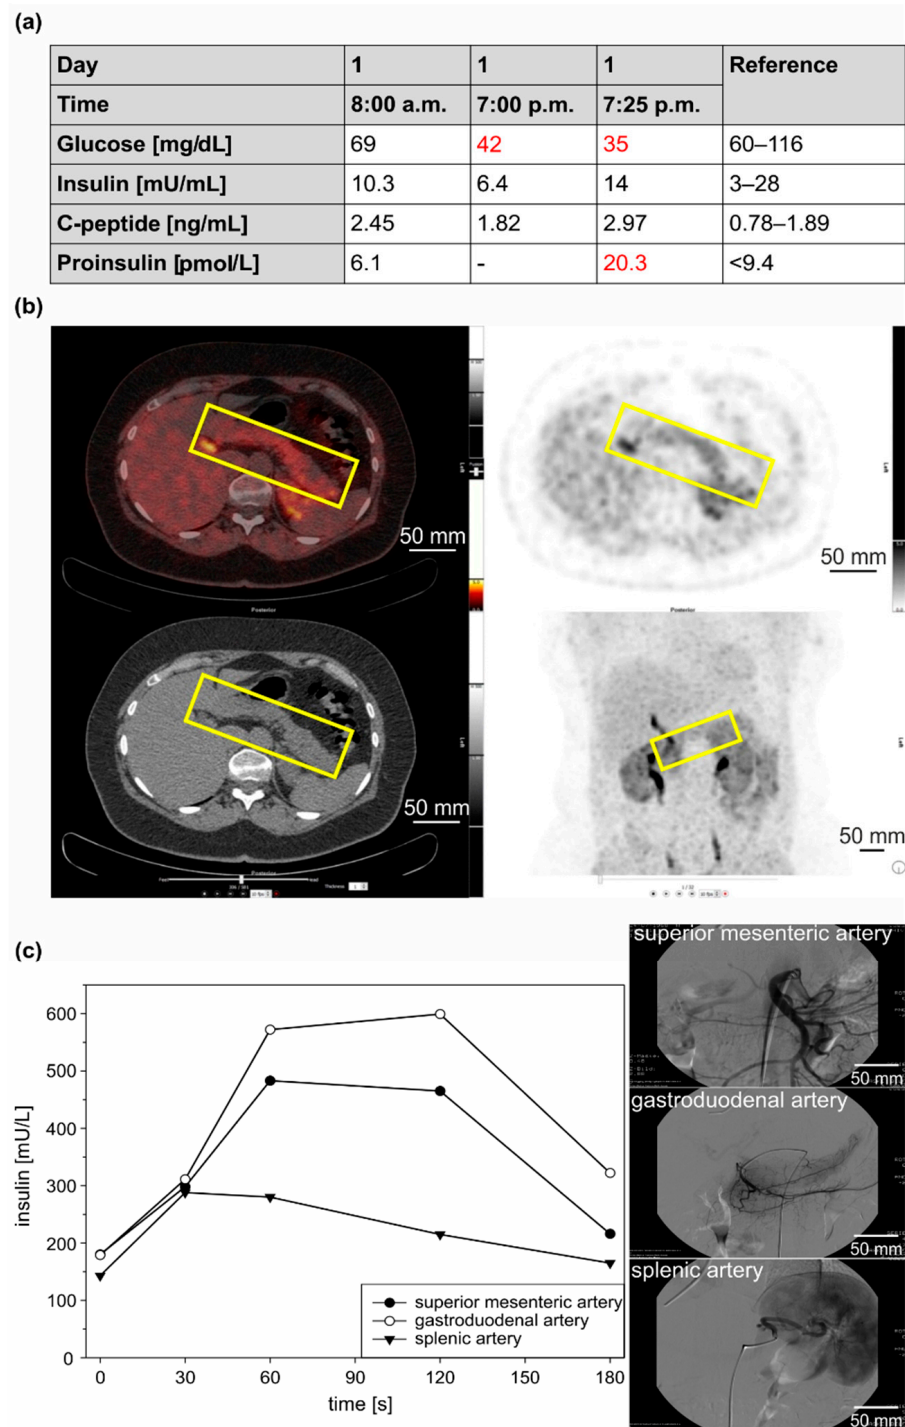 (a)
Day 1 1 1 Reference
Time 8:00 a.m. 7:00 p.m. 7:25 p.m.
Glucose [mg/dL] 69 42 35 60–116
Insulin [mU/mL] 10.3 6.4 14 3–28
C-peptide [ng/mL] 2.45 1.82 2.97 0.78–1.89
Proinsulin [pmol/L] 6.1 - 20.3 <9.4
(b)
Left
50 mm
Posterior
Left
50 mm
Posterior
Left
50 mm
Posterior
Left
50 mm
(c)
superior mesenteric artery
50 mm
gastroduodenal artery
50 mm
splenic artery
50 mm
600
500
400
300
200
100
0
insulin [mU/L]
superior mesenteric artery
gastroduodenal artery
splenic artery
0 30 60 90 120 150 180
time [s]